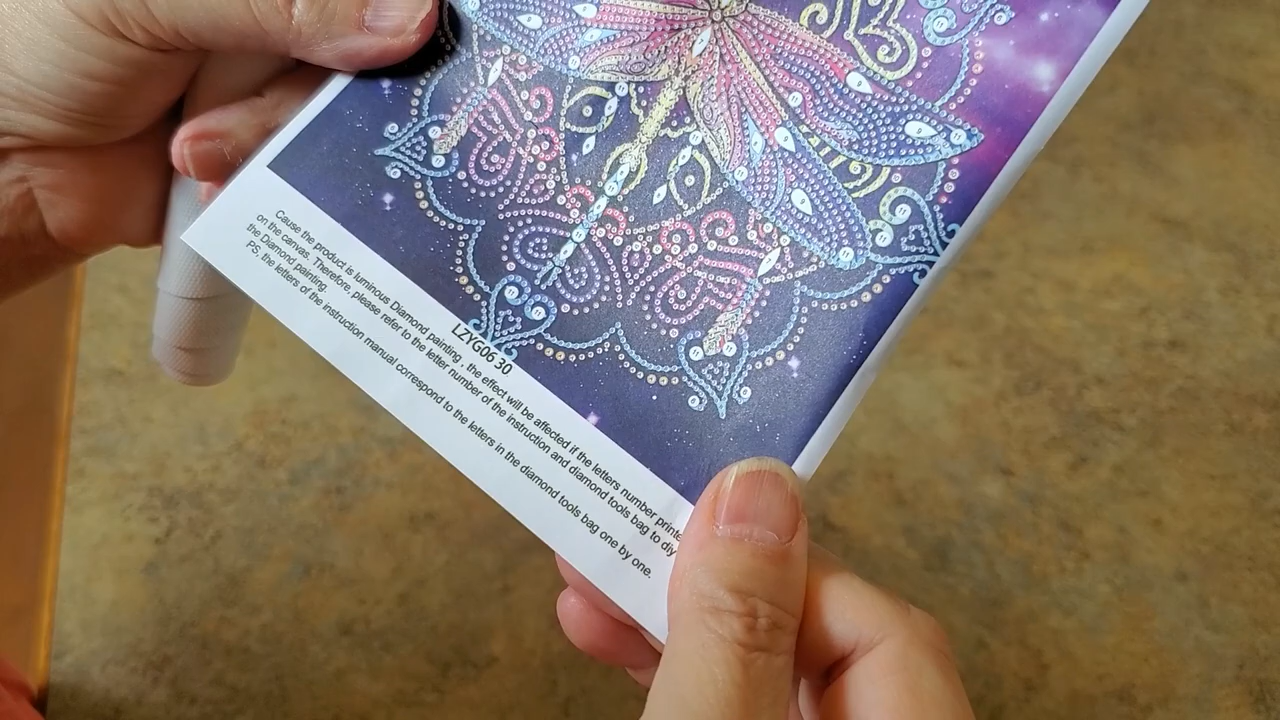 LZYG06 30
Cause the product is luminous Diamond painting , the effect will be affected if the letters number printe
on the canvas. Therefore, please refer to the letter number of the instruction and diamond tools bag to diy
the Diamond painting.
PS, the letters of the instruction manual correspond to the letters in the diamond tools bag one by one.